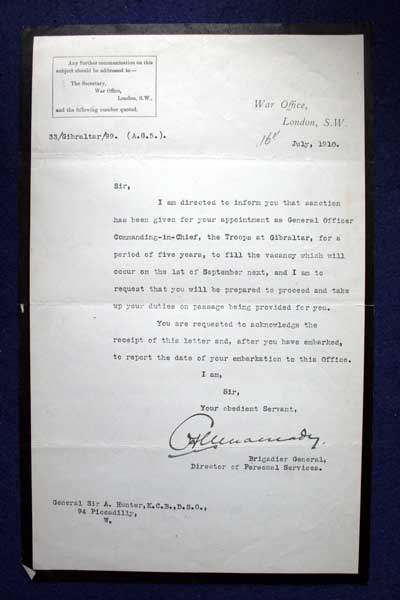 Any further communication on this
subject should be addressed to—
The Secretary,
War Office,
London, S.W.,
and the following number quoted.
33/Gibraltar/99. (A.G.5.).
War Office,
London, S.W.
16th
July, 1910.
Sir,
I am directed to inform you that sanction
has been given for your appointment as General Officer
Commanding-in-Chief, the Troops at Gibraltar, for a
period of five years, to fill the vacancy which will
occur on the 1st of September next, and I am to
request that you will be prepared to proceed and take
up your duties on passage being provided for you.
You are requested to acknowledge the
receipt of this letter and, after you have embarked,
to report the date of your embarkation to this Office.
I am,
Sir,
Your obedient Servant,
Brigadier General,
Director of Personal Services.
General Sir A. Hunter,K.C.B.,D.S.O.,
94 Piccadilly,
W.